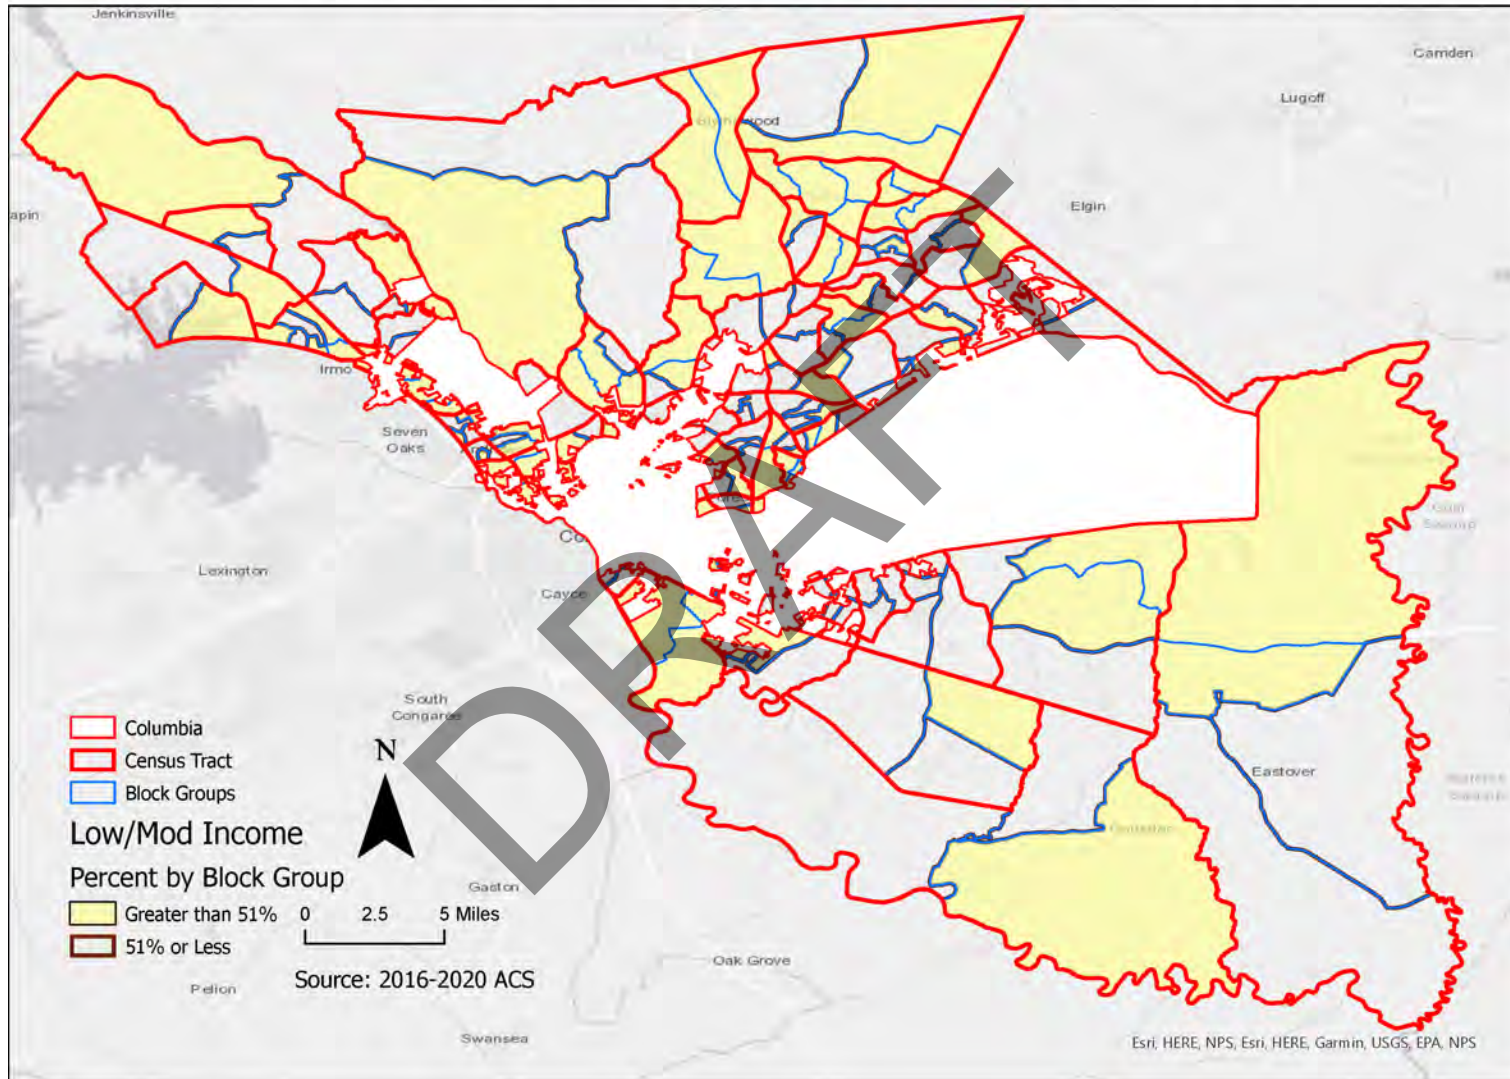 Jenkinsville
Camden
Lugoff
Elgin
apin
Irmo
Seven
Oaks
Lexington
Cayce
South
Congaree
Eastover
Columbia
Census Tract
Block Groups
Low/Mod Income
Percent by Block Group
Greater than 51%
51% or Less
N
0 2.5 5 Miles
Source: 2016-2020 ACS
Gaston
Oak Grove
Pelion
Swansea
Esri, HERE, NPS, Esri, HERE, Garmin, USGS, EPA, NPS
DRAFT